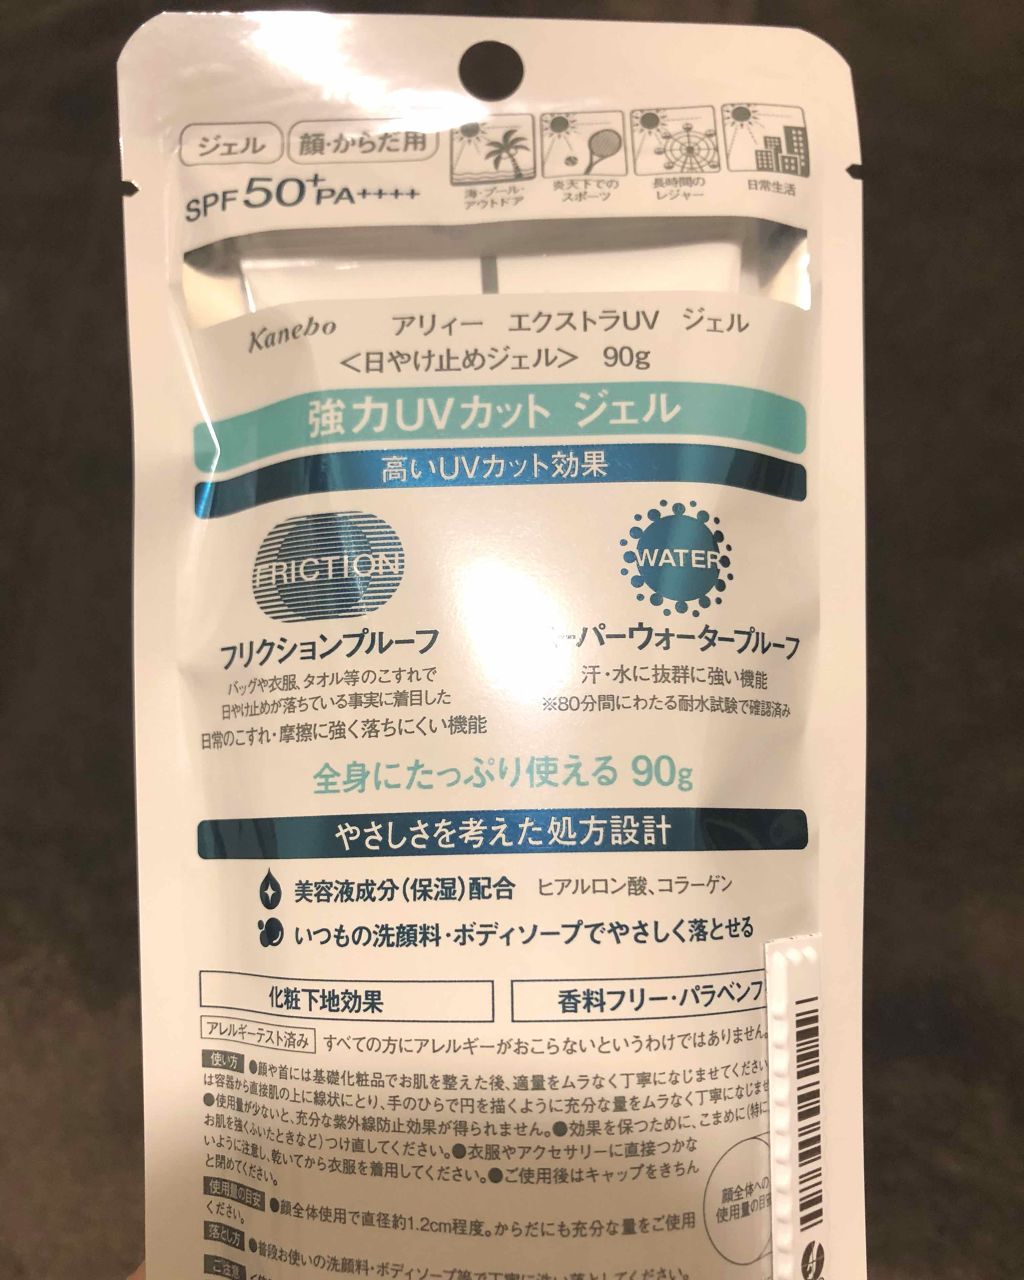 ジェル 顔・からだ用
SPF50+PA++++
海・プール・
アウトドア
炎天下での
スポーツ
長時間の
レジャー
日常生活
Kanebo アリィー エクストラUV ジェル
<日やけ止めジェル> 90g
強力UVカット ジェル
高いUVカット効果
FRICTION
フリクションプルーフ
バッグや衣服、タオル等のこすれで
日やけ止めが落ちている事実に着目した
日常のこすれ・摩擦に強く落ちにくい機能
WATER
ーパーウォータープルーフ
汗・水に抜群に強い機能
※80分間にわたる耐水試験で確認済み
全身にたっぷり使える 90g
やさしさを考えた処方設計
美容液成分(保湿)配合 ヒアルロン酸、コラーゲン
いつもの洗顔料・ボディソープでやさしく落とせる
化粧下地効果
香料フリー・パラベンフ
アレルギーテスト済み すべての方にアレルギーがおこらないというわけではありません。
使い方 ●顔や首には基礎化粧品でお肌を整えた後、適量をムラなく丁寧になじませてください
は容器から直接肌の上に線状にとり、手のひらで円を描くように充分な量をムラなく丁寧になじませ
●使用量が少ないと、充分な紫外線防止効果が得られません。●効果を保つために、こまめに(特に
お肌を強くふいたときなど)つけ直してください。●衣服やアクセサリーに直接つかな
いように注意し、乾いてから衣服を着用してください。●ご使用後はキャップをきちん
と閉めてください。
使用量の目安 ●顔全体使用で直径約1.2cm程度。からだにも充分な量をご使用
ください。
顔全体への
使用量の目安
落とし方 ●普段お使いの洗顔料・ボディソープ等で丁寧に洗い落としてください。
ご注意